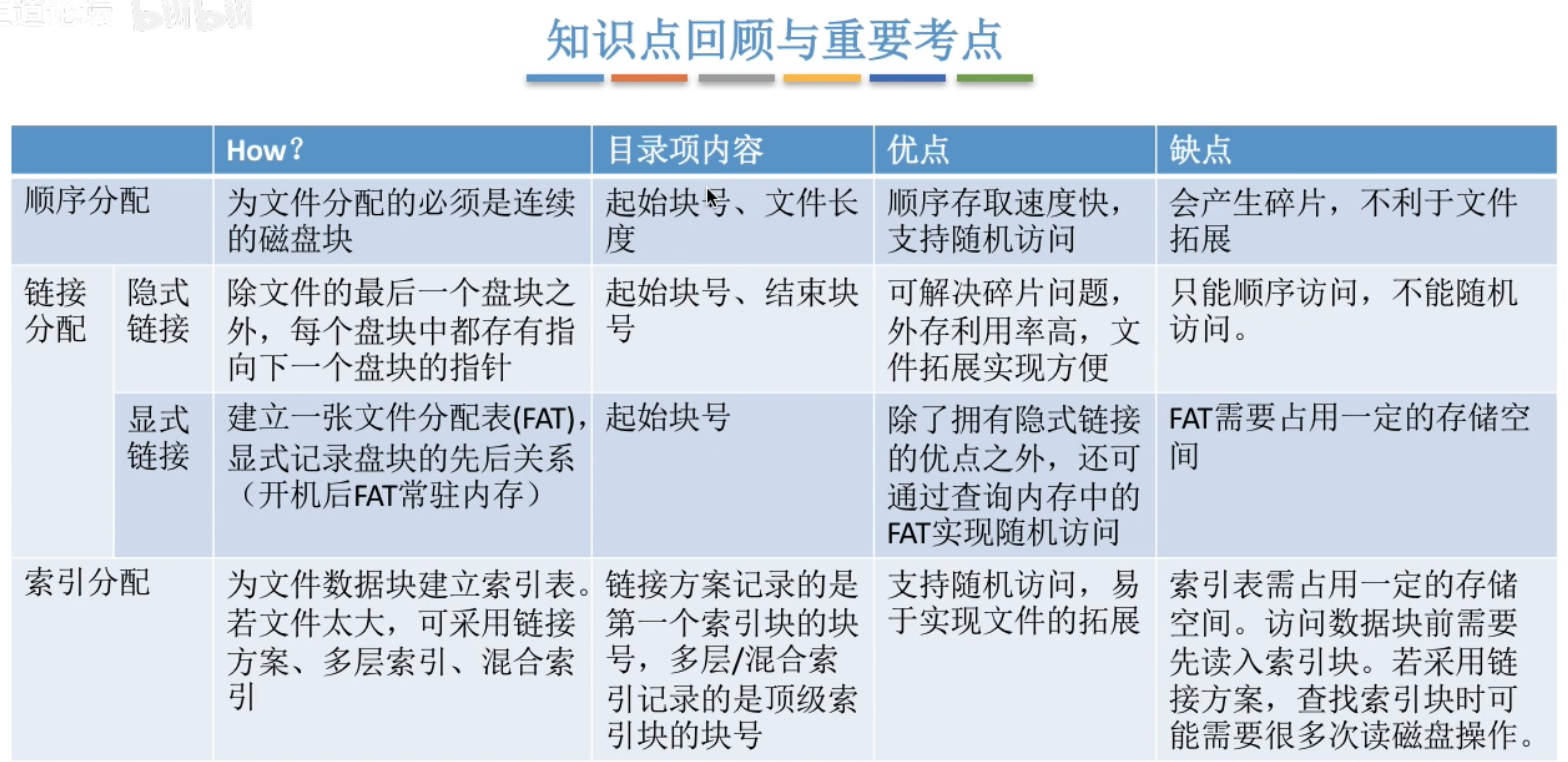 王道论坛 bilibili
知识点回顾与重要考点
How？ 目录项内容 优点 缺点
顺序分配
为文件分配的必须是连续
的磁盘块
起始块号、文件长
度
顺序存取速度快，
支持随机访问
会产生碎片，不利于文件
拓展
链接
分配
隐式
链接
除文件的最后一个盘块之
外，每个盘块中都存有指
向下一个盘块的指针
起始块号、结束块
号
可解决碎片问题，
外存利用率高，文
件拓展实现方便
只能顺序访问，不能随机
访问。
显式
链接
建立一张文件分配表(FAT)，
显式记录盘块的先后关系
（开机后FAT常驻内存）
起始块号
除了拥有隐式链接
的优点之外，还可
通过查询内存中的
FAT实现随机访问
FAT需要占用一定的存储空
间
索引分配
为文件数据块建立索引表。
若文件太大，可采用链接
方案、多层索引、混合索
引
链接方案记录的是
第一个索引块的块
号，多层/混合索
引记录的是顶级索
引块的块号
支持随机访问，易
于实现文件的拓展
索引表需占用一定的存储
空间。访问数据块前需要
先读入索引块。若采用链
接方案，查找索引块时可
能需要很多次读磁盘操作。